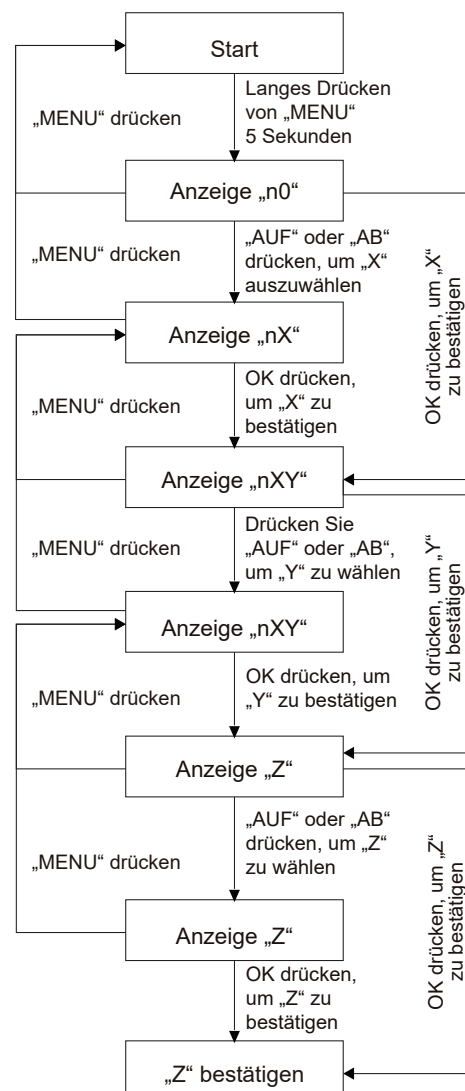 Start
„MENU“ drücken
Langes Drücken
von „MENU“
5 Sekunden
Anzeige „n0“
„MENU“ drücken
„AUF“ oder „AB“
drücken, um „X“
auszuwählen
OK drücken, um „X“
zu bestätigen
Anzeige „nX“
„MENU“ drücken
OK drücken,
um „X“ zu
bestätigen
Anzeige „nXY“
„MENU“ drücken
Drücken Sie
„AUF“ oder „AB“,
um „Y“ zu wählen
OK drücken, um „Y“
zu bestätigen
Anzeige „nXY“
„MENU“ drücken
OK drücken, um
„Y“ zu bestätigen
Anzeige „Z“
„MENU“ drücken
„AUF“ oder „AB“
drücken, um „Z“
zu wählen
OK drücken, um „Z“
zu bestätigen
Anzeige „Z“
OK drücken,
um „Z“ zu
bestätigen
„Z“ bestätigen